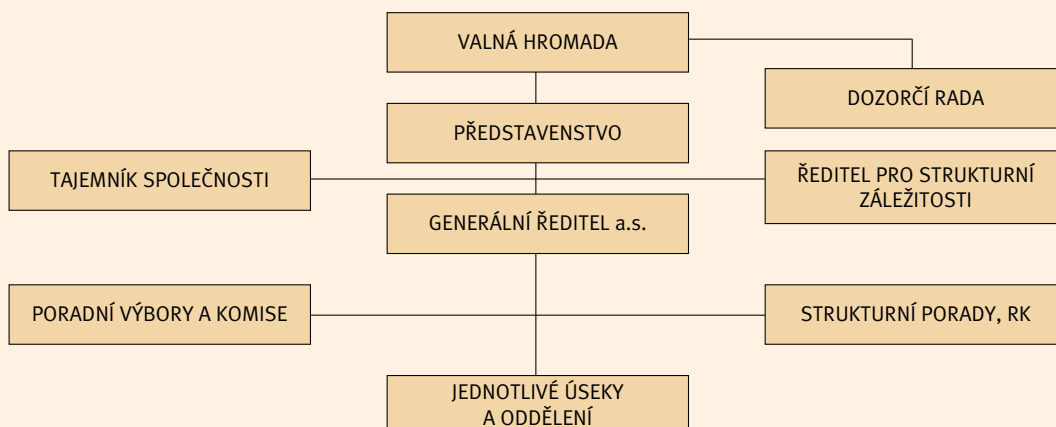 VALNÁ HROMADA
DOZORČÍ RADA
PŘEDSTAVENSTVO
TAJEMNÍK SPOLEČNOSTI
ŘEDITEL PRO STRUKTURNÍ
ZÁLEŽITOSTI
GENERÁLNÍ ŘEDITEL a.s.
PORADNÍ VÝBORY A KOMISE
STRUKTURNÍ PORADY, RK
JEDNOTLIVÉ ÚSEKY
A ODDĚLENÍ